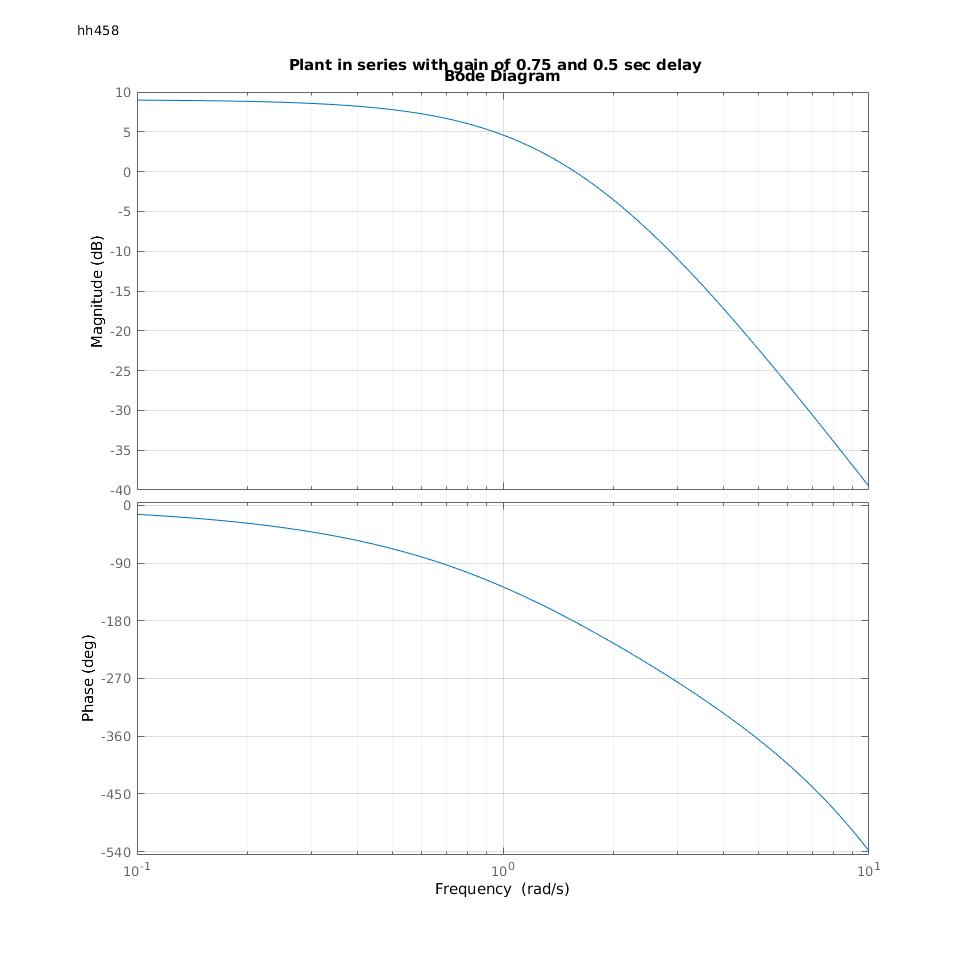 hh458
Plant in series with gain of 0.75 and 0.5 sec delay
Bode Diagram
10
5
0
-5
-10
-15
-20
-25
-30
-35
-40
Magnitude (dB)
0
-90
-180
-270
-360
-450
-540
Phase (deg)
10^-1 10^0 10^1
Frequency (rad/s)